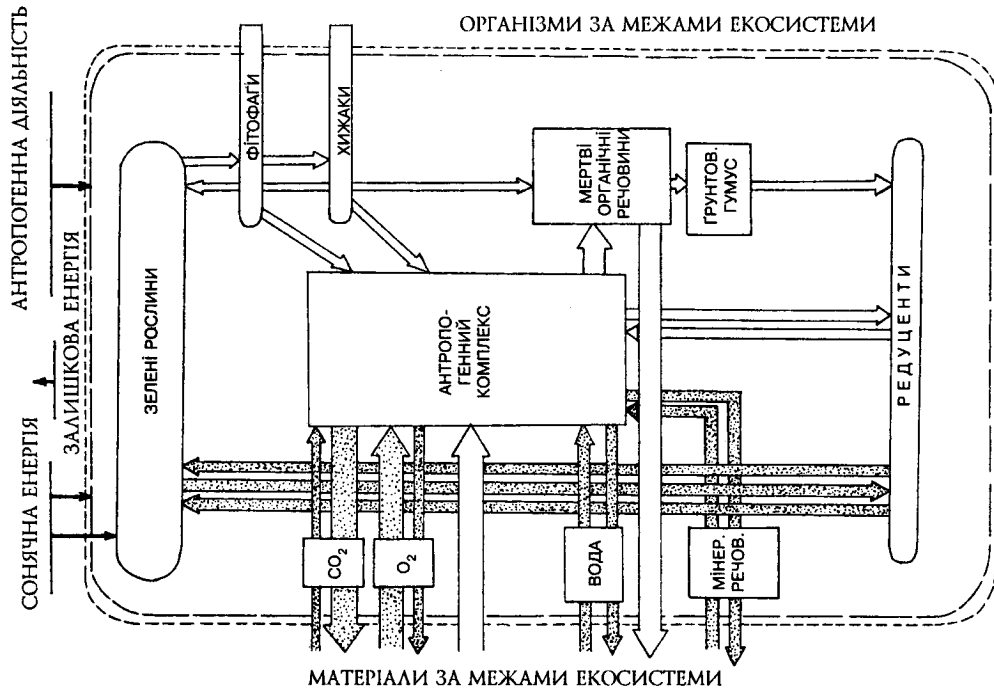 ОРГАНІЗМИ ЗА МЕЖАМИ ЕКОСИСТЕМИ
СОНЯЧНА ЕНЕРГІЯ
ЗАЛИШКОВА ЕНЕРГІЯ
АНТРОПОГЕННА ДІЯЛЬНІСТЬ
ЗЕЛЕНІ РОСЛИНИ
ФІТОФАГИ
ХИЖАКИ
АНТРОПО-
ГЕННИЙ
КОМПЛЕКС
МЕРТВІ
ОРГАНІЧНІ
РЕЧОВИНИ
ҐРУНТОВ.
ГУМУС
РЕДУЦЕНТИ
CO₂
O₂
ВОДА
МІНЕР.
РЕЧОВ.
МАТЕРІАЛИ ЗА МЕЖАМИ ЕКОСИСТЕМИ